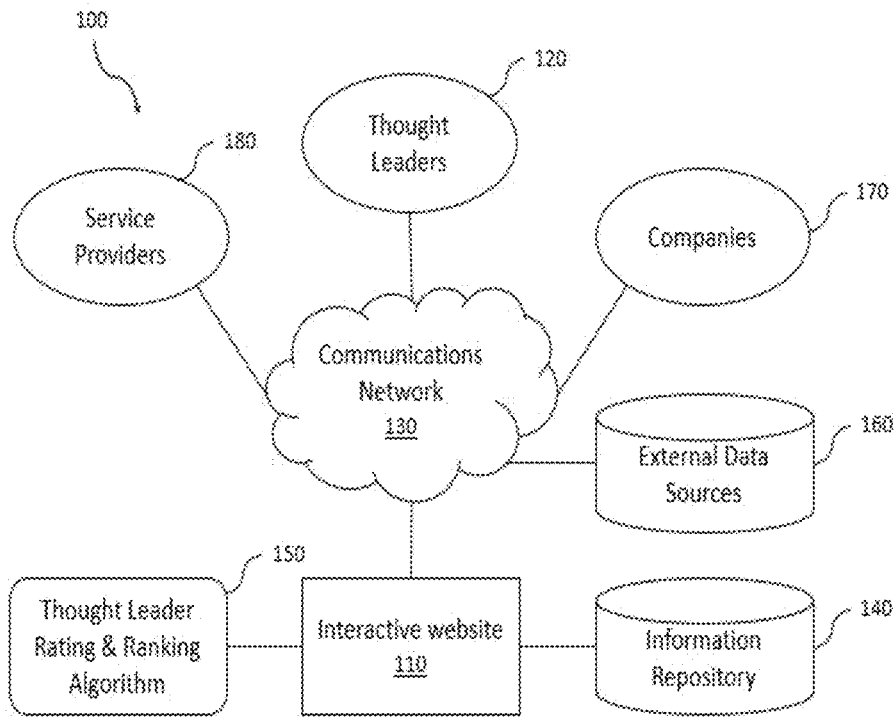 100
120
Thought
Leaders
180
Service
Providers
170
Companies
Communications
Network
130
160
External Data
Sources
150
Thought Leader
Rating & Ranking
Algorithm
Interactive website
110
140
Information
Repository